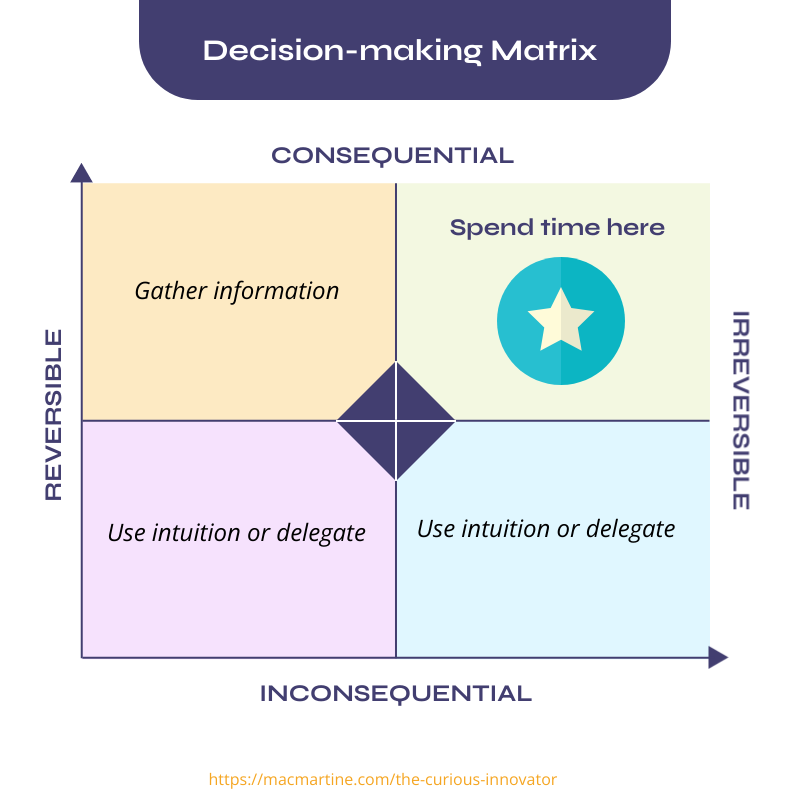 Decision-making Matrix
CONSEQUENTIAL
Spend time here
Gather information
REVERSIBLE
IRREVERSIBLE
Use intuition or delegate
Use intuition or delegate
INCONSEQUENTIAL
https://macmartine.com/the-curious-innovator